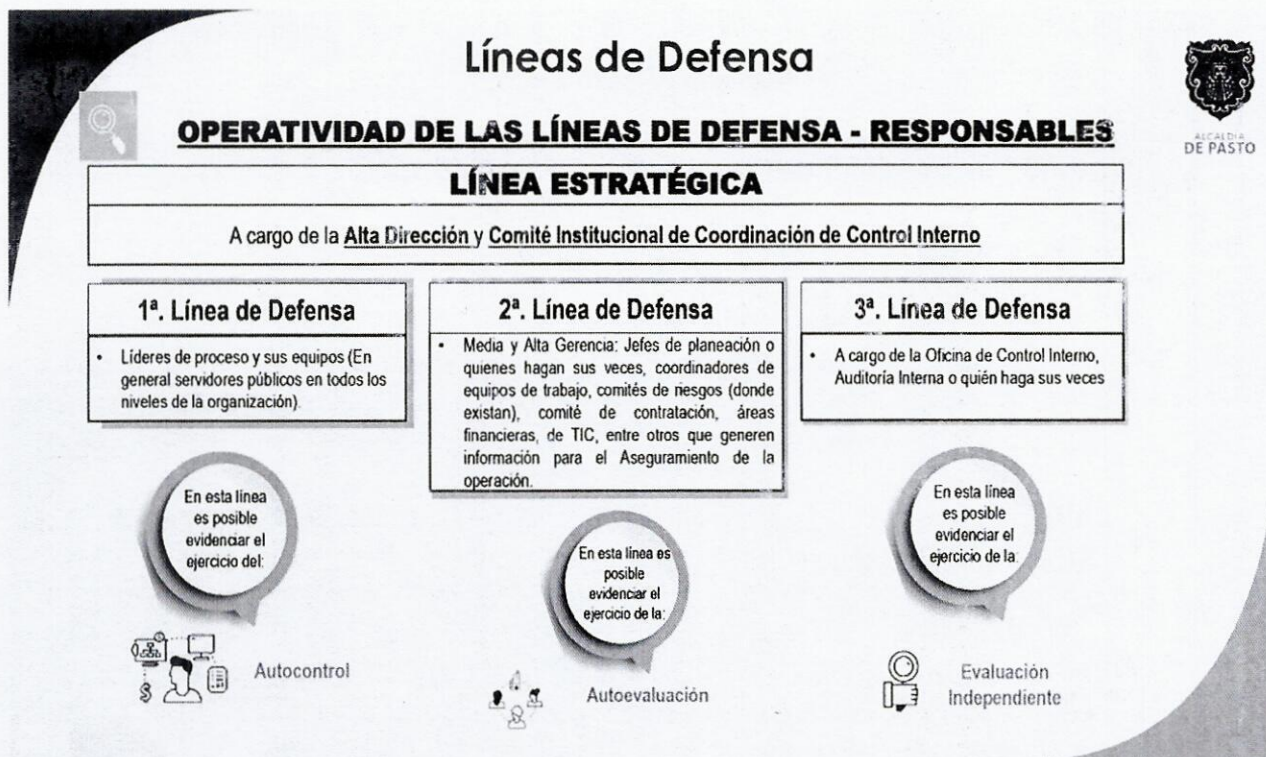 Líneas de Defensa
ALCALDÍA
DE PASTO
OPERATIVIDAD DE LAS LÍNEAS DE DEFENSA - RESPONSABLES
LÍNEA ESTRATÉGICA
A cargo de la Alta Dirección y Comité Institucional de Coordinación de Control Interno
1ª. Línea de Defensa
• Líderes de proceso y sus equipos (En
general servidores públicos en todos los
niveles de la organización).
En esta línea
es posible
evidenciar el
ejercicio del:
Autocontrol
2ª. Línea de Defensa
• Media y Alta Gerencia: Jefes de planeación o
quienes hagan sus veces, coordinadores de
equipos de trabajo, comités de riesgos (donde
existan), comité de contratación, áreas
financieras, de TIC, entre otros que generen
información para el Aseguramiento de la
operación.
En esta línea es
posible
evidenciar el
ejercicio de la:
Autoevaluación
3ª. Línea de Defensa
• A cargo de la Oficina de Control Interno,
Auditoría Interna o quién haga sus veces
En esta línea
es posible
evidenciar el
ejercicio de la:
Evaluación
Independiente